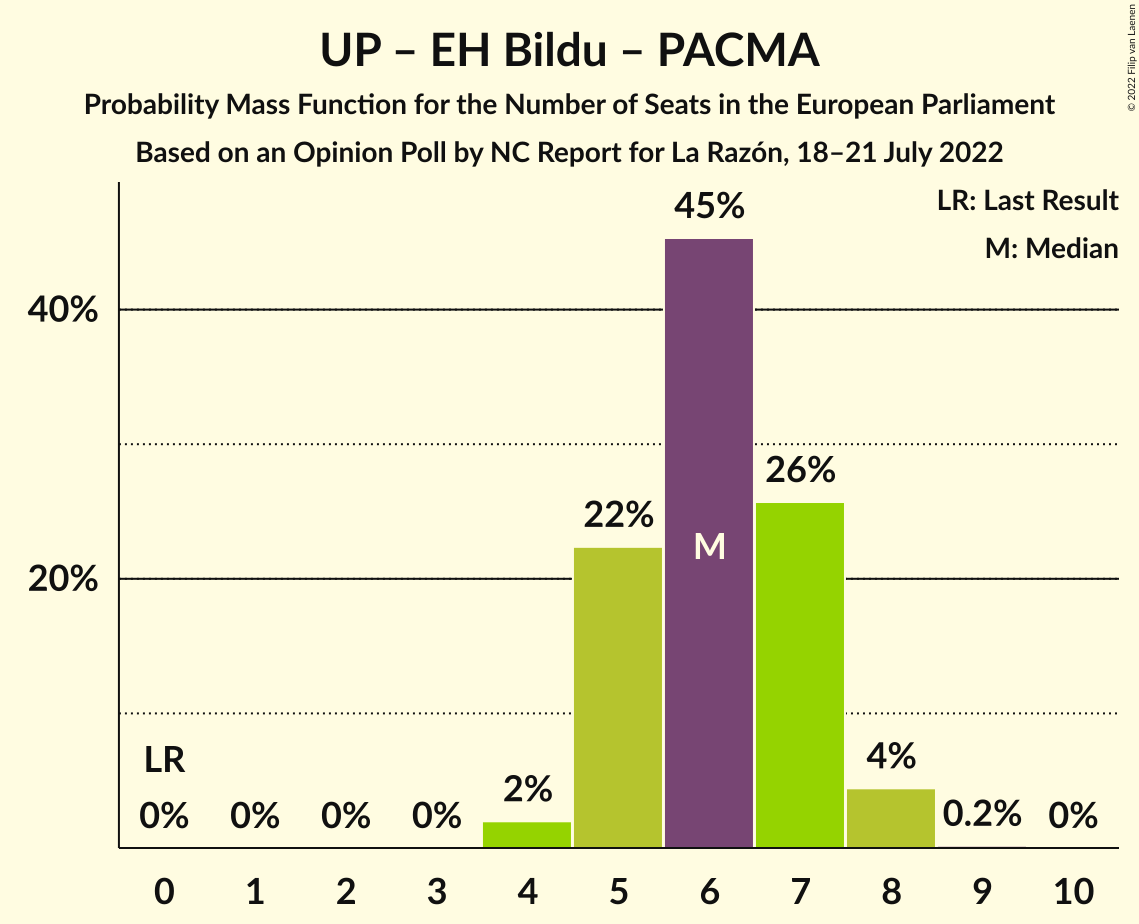 UP – EH Bildu – PACMA
Probability Mass Function for the Number of Seats in the European Parliament
Based on an Opinion Poll by NC Report for La Razón, 18–21 July 2022
© 2022 Filip van Laenen
LR: Last Result
M: Median
45%
40%
26%
22%
M
20%
LR
4%
2%
0% 0% 0% 0% 0.2% 0%
0 1 2 3 4 5 6 7 8 9 10